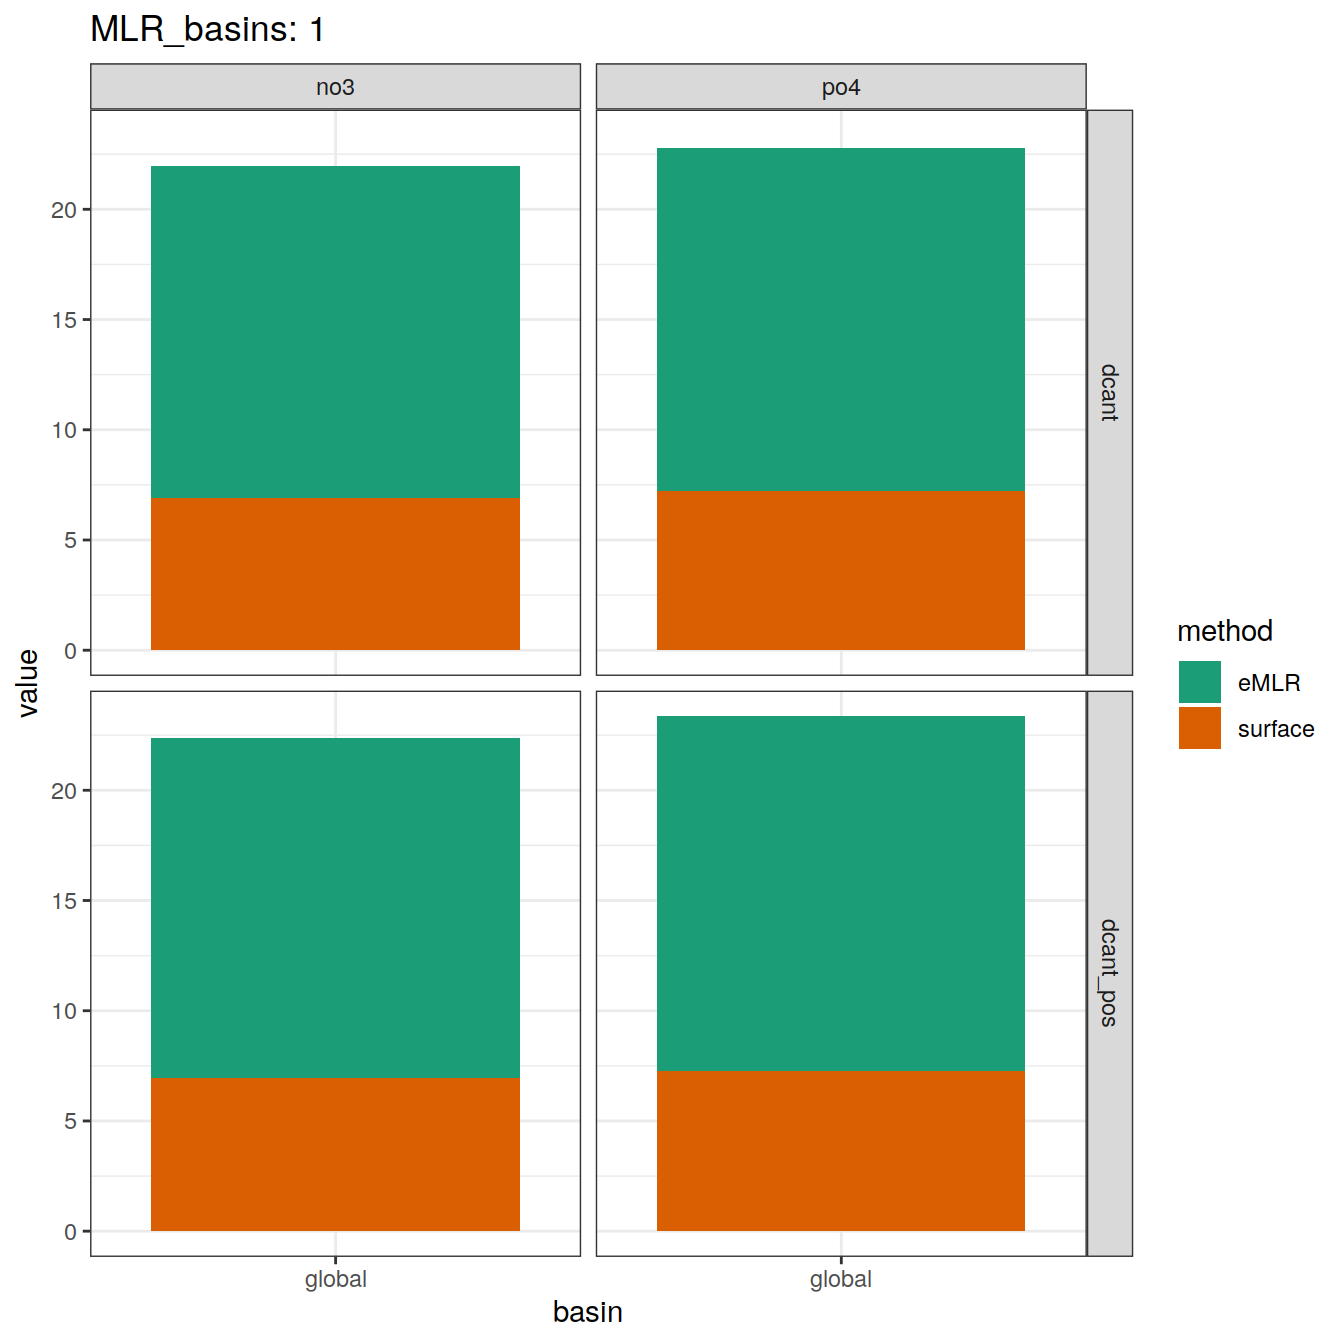 MLR_basins: 1
no3
po4
20
15
10
5
0
dcant
value
20
15
10
5
0
dcant_pos
global
global
basin
method
eMLR
surface